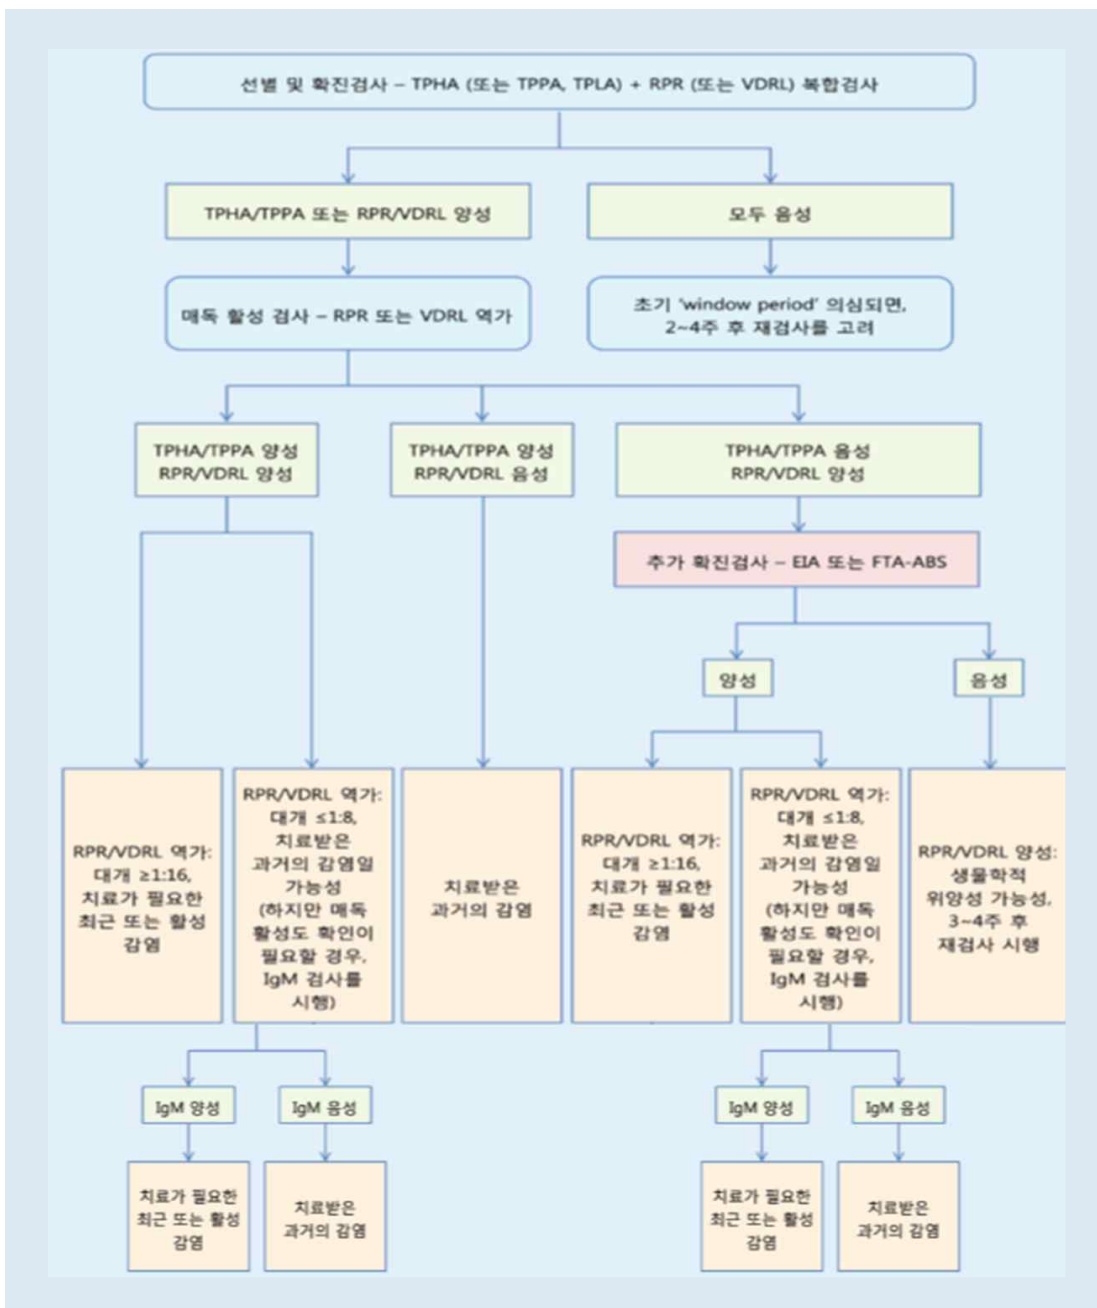 선별 및 확진검사 – TPHA (또는 TPPA, TPLA) + RPR (또는 VDRL) 복합검사
TPHA/TPPA 또는 RPR/VDRL 양성
모두 음성
매독 활성 검사 – RPR 또는 VDRL 역가
초기 ‘window period’ 의심되면,
2~4주 후 재검사를 고려
TPHA/TPPA 양성
RPR/VDRL 양성
TPHA/TPPA 양성
RPR/VDRL 음성
TPHA/TPPA 음성
RPR/VDRL 양성
추가 확진검사 – EIA 또는 FTA-ABS
양성
음성
RPR/VDRL 역가:
대개 ≥1:16,
치료가 필요한
최근 또는 활성
감염
RPR/VDRL 역가:
대개 ≤1:8,
치료받은
과거의 감염일
가능성
(하지만 매독
활성도 확인이
필요할 경우,
IgM 검사를
시행)
치료받은
과거의 감염
RPR/VDRL 역가:
대개 ≥1:16,
치료가 필요한
최근 또는 활성
감염
RPR/VDRL 역가:
대개 ≤1:8,
치료받은
과거의 감염일
가능성
(하지만 매독
활성도 확인이
필요할 경우,
IgM 검사를
시행)
RPR/VDRL 양성:
생물학적
위양성 가능성,
3~4주 후
재검사 시행
IgM 양성
IgM 음성
IgM 양성
IgM 음성
치료가 필요한
최근 또는 활성
감염
치료받은
과거의 감염
치료가 필요한
최근 또는 활성
감염
치료받은
과거의 감염